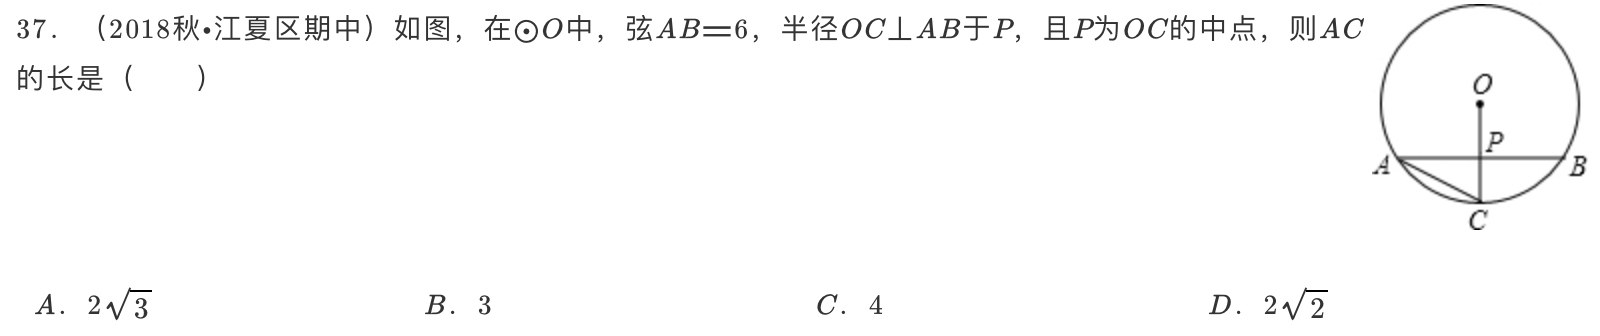 37. （2018秋•江夏区期中）如图，在⊙O中，弦AB=6，半径OC⊥AB于P，且P为OC的中点，则AC
的长是（　　）
O
P
A
B
C
A. 2√3
B. 3
C. 4
D. 2√2